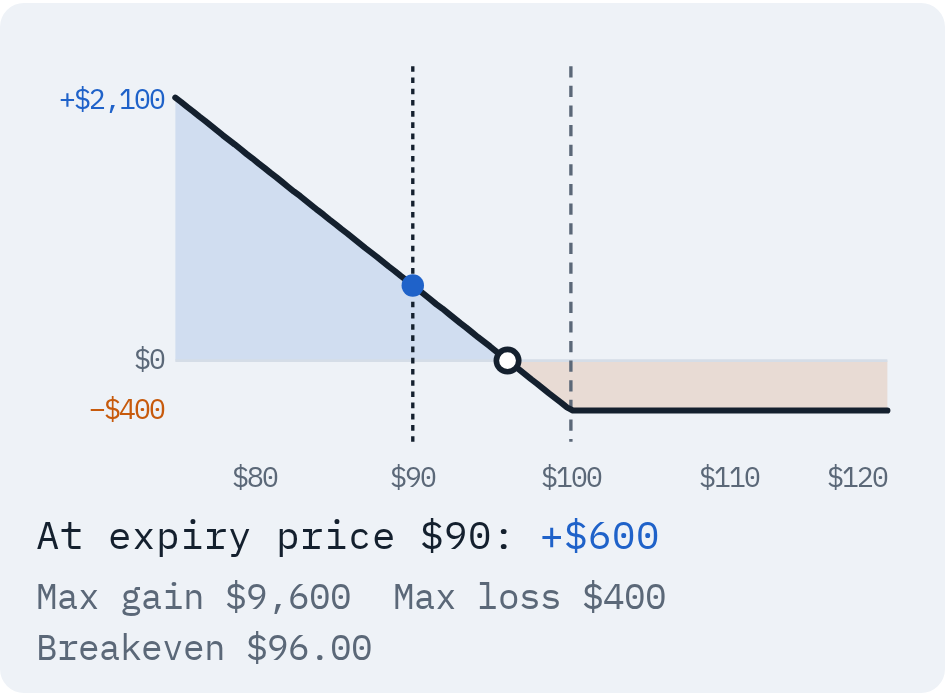 +$2,100
$0
−$400
$80 $90 $100 $110 $120
At expiry price $90: +$600
Max gain $9,600 Max loss $400
Breakeven $96.00